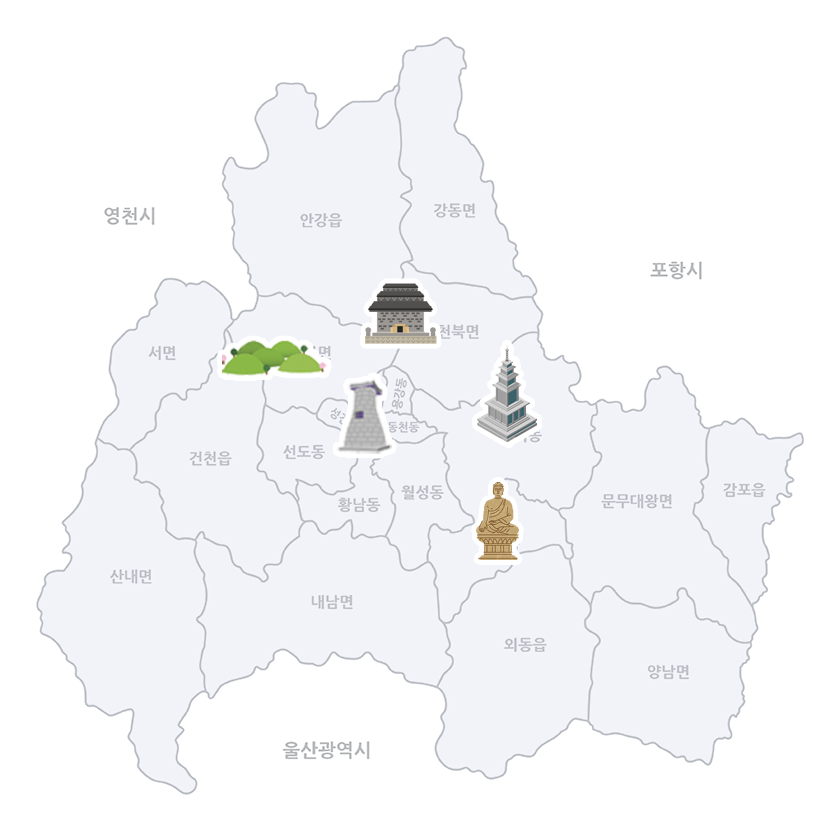 강동면
영천시
안강읍
포항시
천북면
서면
면
용강동
성
동천동
동
선도동
건천읍
월성동
감포읍
황남동
문무대왕면
산내면
내남면
외동읍
양남면
울산광역시